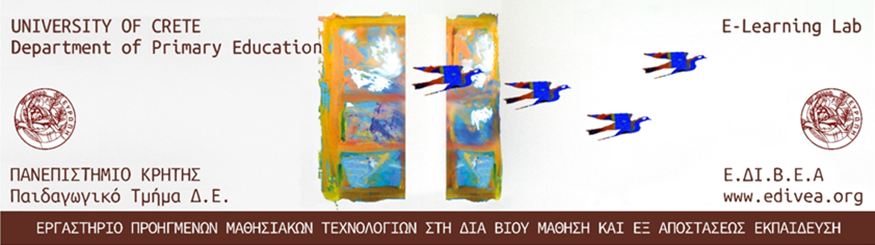 UNIVERSITY OF CRETE
Department of Primary Education
E-Learning Lab
ΠΑΝΕΠΙΣΤΗΜΙΟ ΚΡΗΤΗΣ
Παιδαγωγικό Τμήμα Δ.Ε.
Ε.ΔΙ.Β.Ε.Α
www.edivea.org
ΕΡΓΑΣΤΗΡΙΟ ΠΡΟΗΓΜΕΝΩΝ ΜΑΘΗΣΙΑΚΩΝ ΤΕΧΝΟΛΟΓΙΩΝ ΣΤΗ ΔΙΑ ΒΙΟΥ ΜΑΘΗΣΗ ΚΑΙ ΕΞ ΑΠΟΣΤΑΣΕΩΣ ΕΚΠΑΙΔΕΥΣΗ